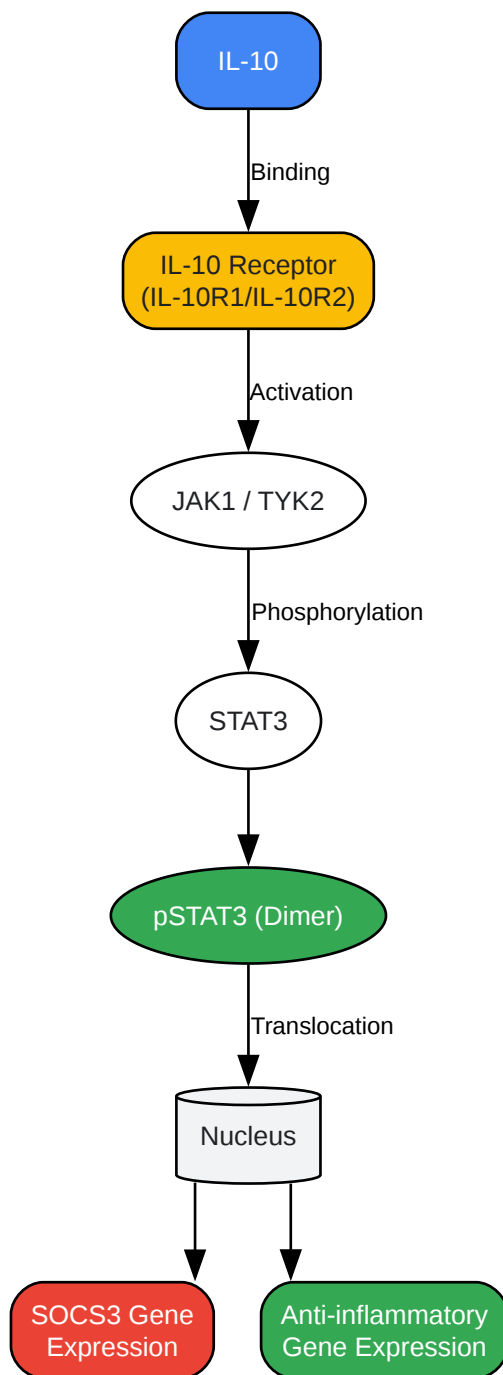 IL-10
Binding
IL-10 Receptor
(IL-10R1/IL-10R2)
Activation
JAK1 / TYK2
Phosphorylation
STAT3
pSTAT3 (Dimer)
Translocation
Nucleus
SOCS3 Gene
Expression
Anti-inflammatory
Gene Expression